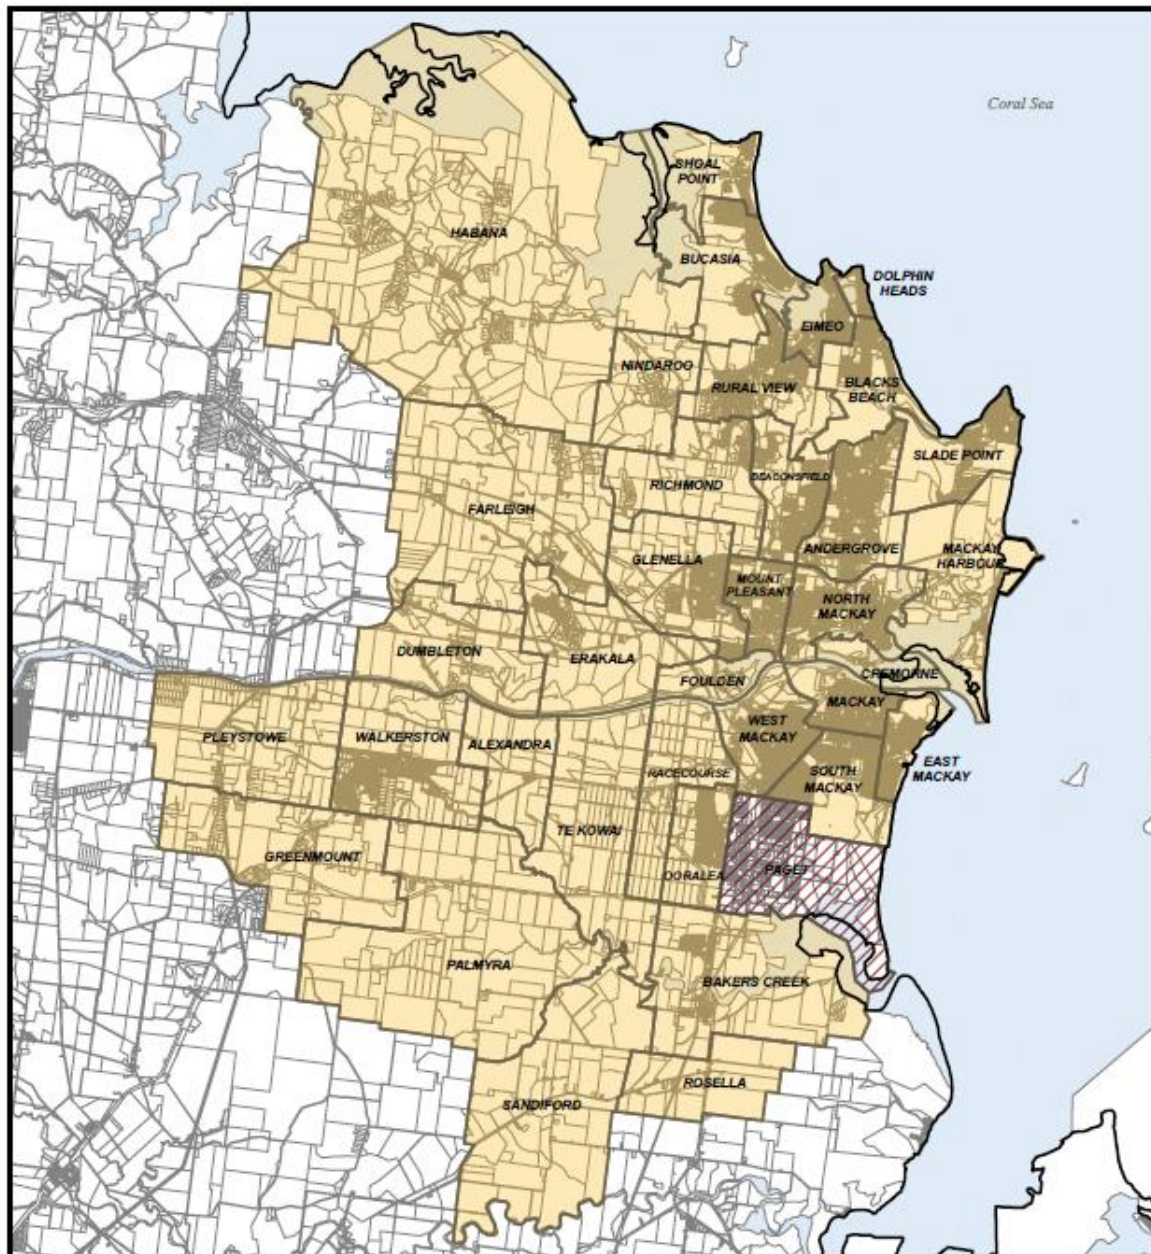 Coral Sea
SHOAL
POINT
HABANA
BUCASIA
DOLPHIN
HEADS
EIMEO
NINDAROO
RURAL VIEW
BLACKS
BEACH
SLADE POINT
BEACONSFIELD
RICHMOND
FARLEIGH
ANDERGROVE
MACKAY
HARBOUR
GLENELLA
MOUNT
PLEASANT
NORTH
MACKAY
DUMBLETON
ERAKALA
FOULDEN
CREMORNE
MACKAY
WEST
MACKAY
PLEYSTOWE
WALKERSTON
ALEXANDRA
RACECOURSE
SOUTH
MACKAY
EAST
MACKAY
TE KOWAI
GREENMOUNT
OORALEA
PAGET
PALMYRA
BAKERS CREEK
ROSELLA
SANDIFORD